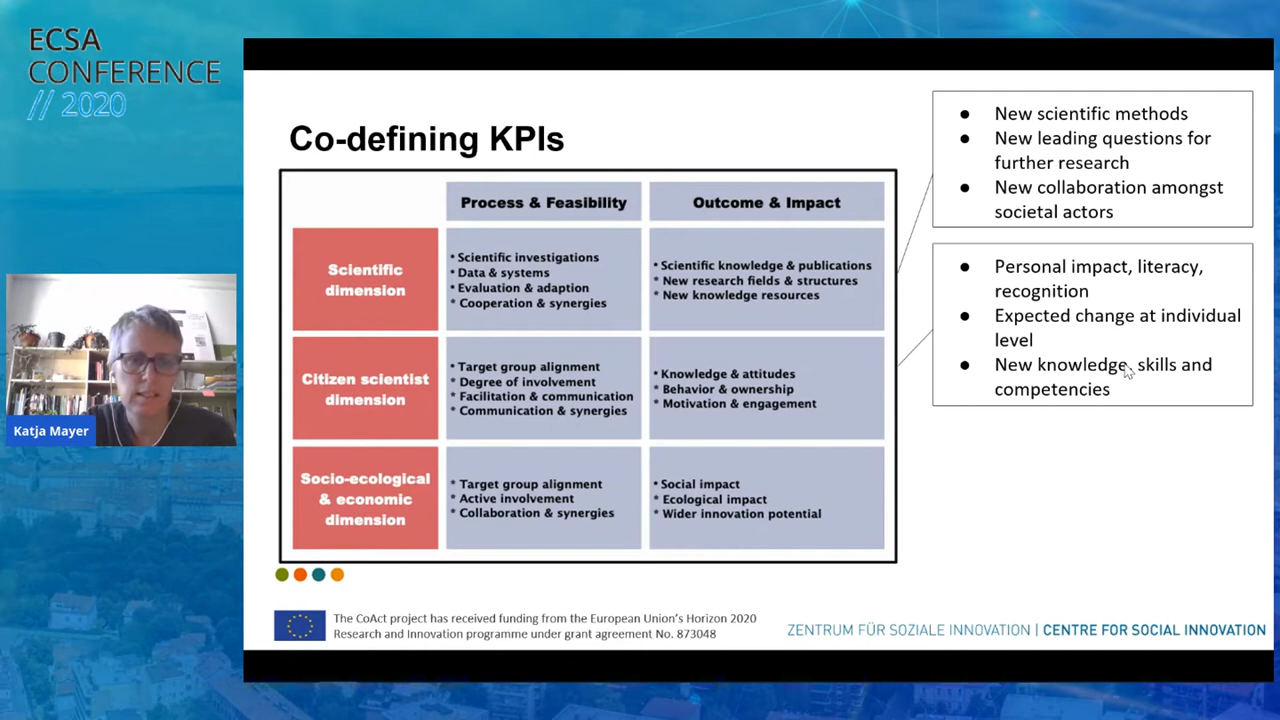 ECSA
CONFERENCE
// 2020
Katja Mayer
Co-defining KPIs
Process & Feasibility
Outcome & Impact
Scientific
dimension
• Scientific investigations
• Data & systems
• Evaluation & adaption
• Cooperation & synergies
• Scientific knowledge & publications
* New research fields & structures
* New knowledge resources
Citizen scientist
dimension
• Target group alignment
• Degree of involvement
• Facilitation & communication
• Communication & synergies
• Knowledge & attitudes
* Behavior & ownership
* Motivation & engagement
Socio-ecological
& economic
dimension
* Target group alignment
* Active involvement
* Collaboration & synergies
• Social impact
* Ecological impact
* Wider innovation potential
● New scientific methods
● New leading questions for
further research
● New collaboration amongst
societal actors
● Personal impact, literacy,
recognition
● Expected change at individual
level
● New knowledge, skills and
competencies
The CoAct project has received funding from the European Union's Horizon 2020
Research and Innovation programme under grant agreement No. 873048
ZENTRUM FÜR SOZIALE INNOVATION | CENTRE FOR SOCIAL INNOVATION